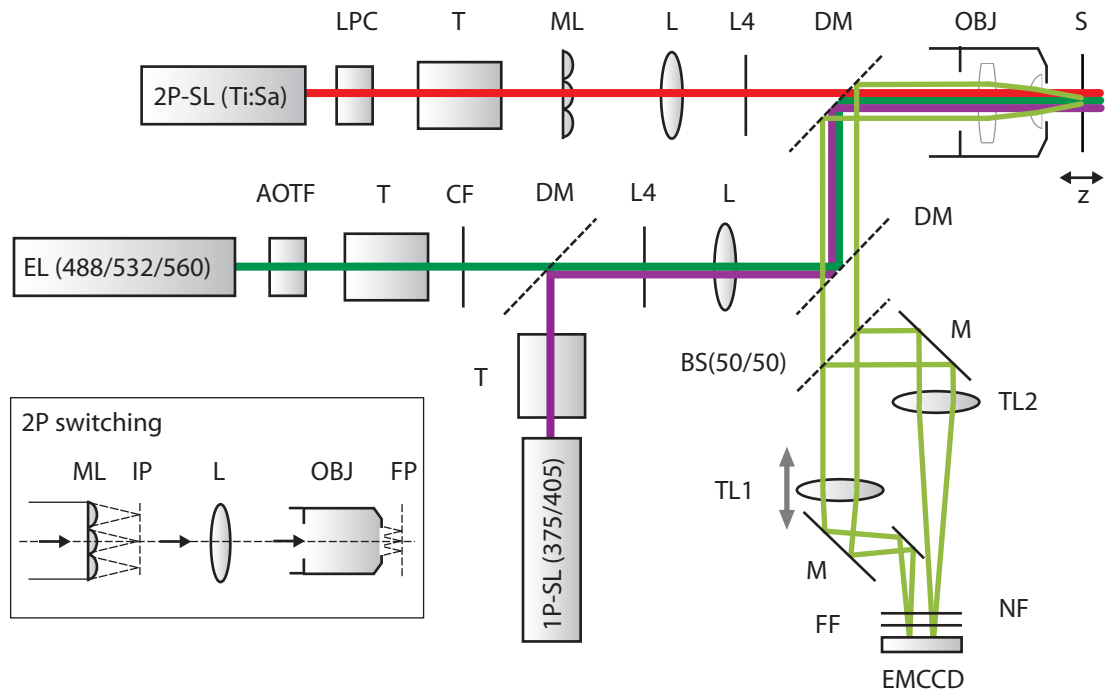 LPC T ML L L4 DM OBJ S
2P-SL (Ti:Sa)
z
AOTF T CF DM L4 L DM
EL (488/532/560)
M
BS(50/50)
T
TL2
2P switching
ML IP L OBJ FP
TL1
1P-SL (375/405)
M
NF
FF
EMCCD